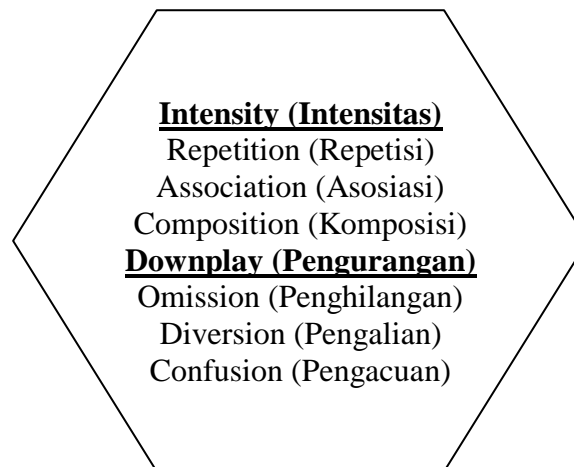 Intensity (Intensitas)
Repetition (Repetisi)
Association (Asosiasi)
Composition (Komposisi)
Downplay (Pengurangan)
Omission (Penghilangan)
Diversion (Pengalian)
Confusion (Pengacuan)